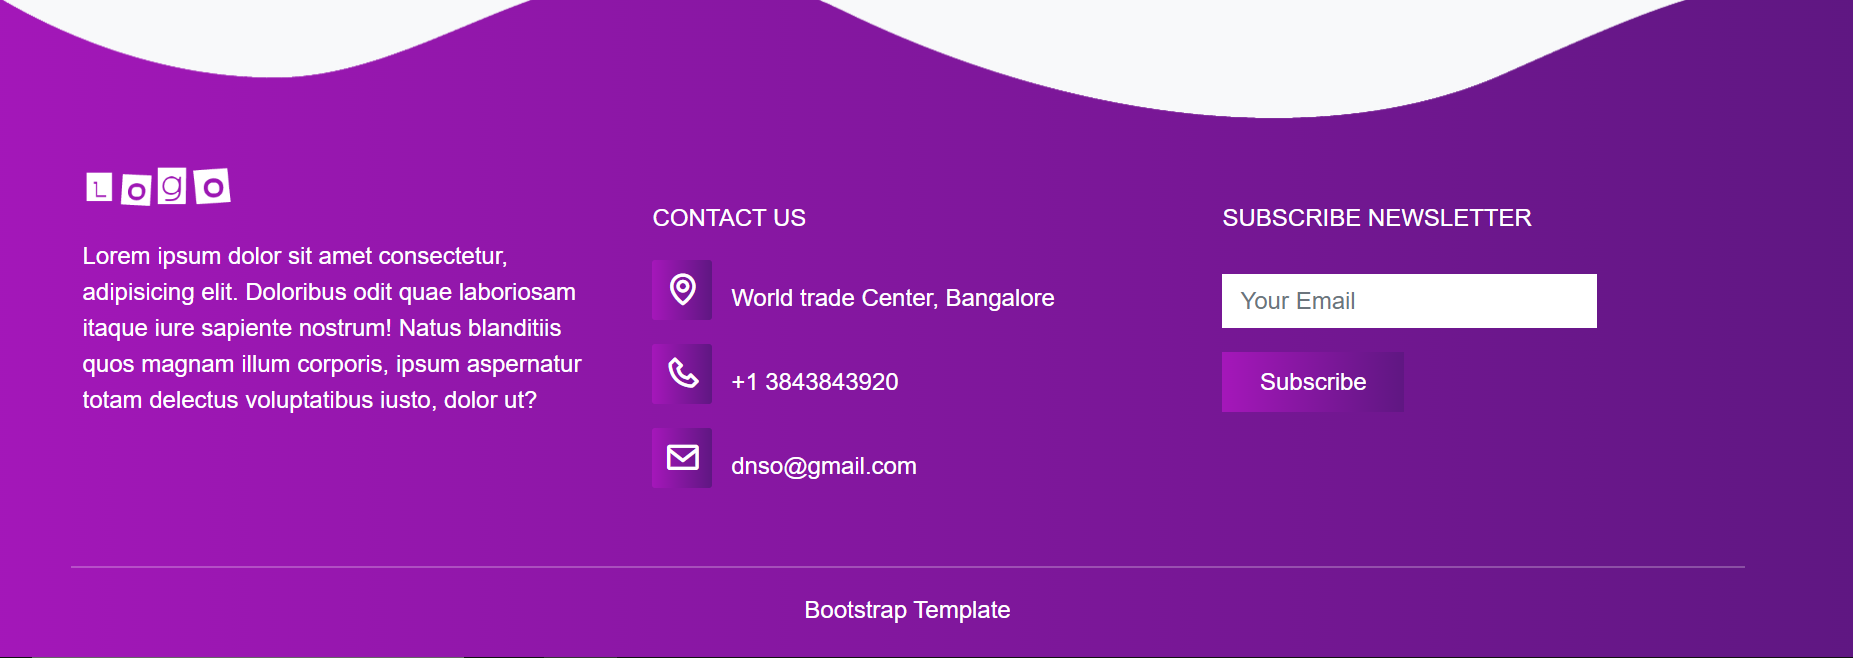 Logo
Lorem ipsum dolor sit amet consectetur,
adipisicing elit. Doloribus odit quae laboriosam
itaque iure sapiente nostrum! Natus blanditiis
quos magnam illum corporis, ipsum aspernatur
totam delectus voluptatibus iusto, dolor ut?
CONTACT US
World trade Center, Bangalore
+1 3843843920
dnso@gmail.com
SUBSCRIBE NEWSLETTER
Your Email
Subscribe
Bootstrap Template